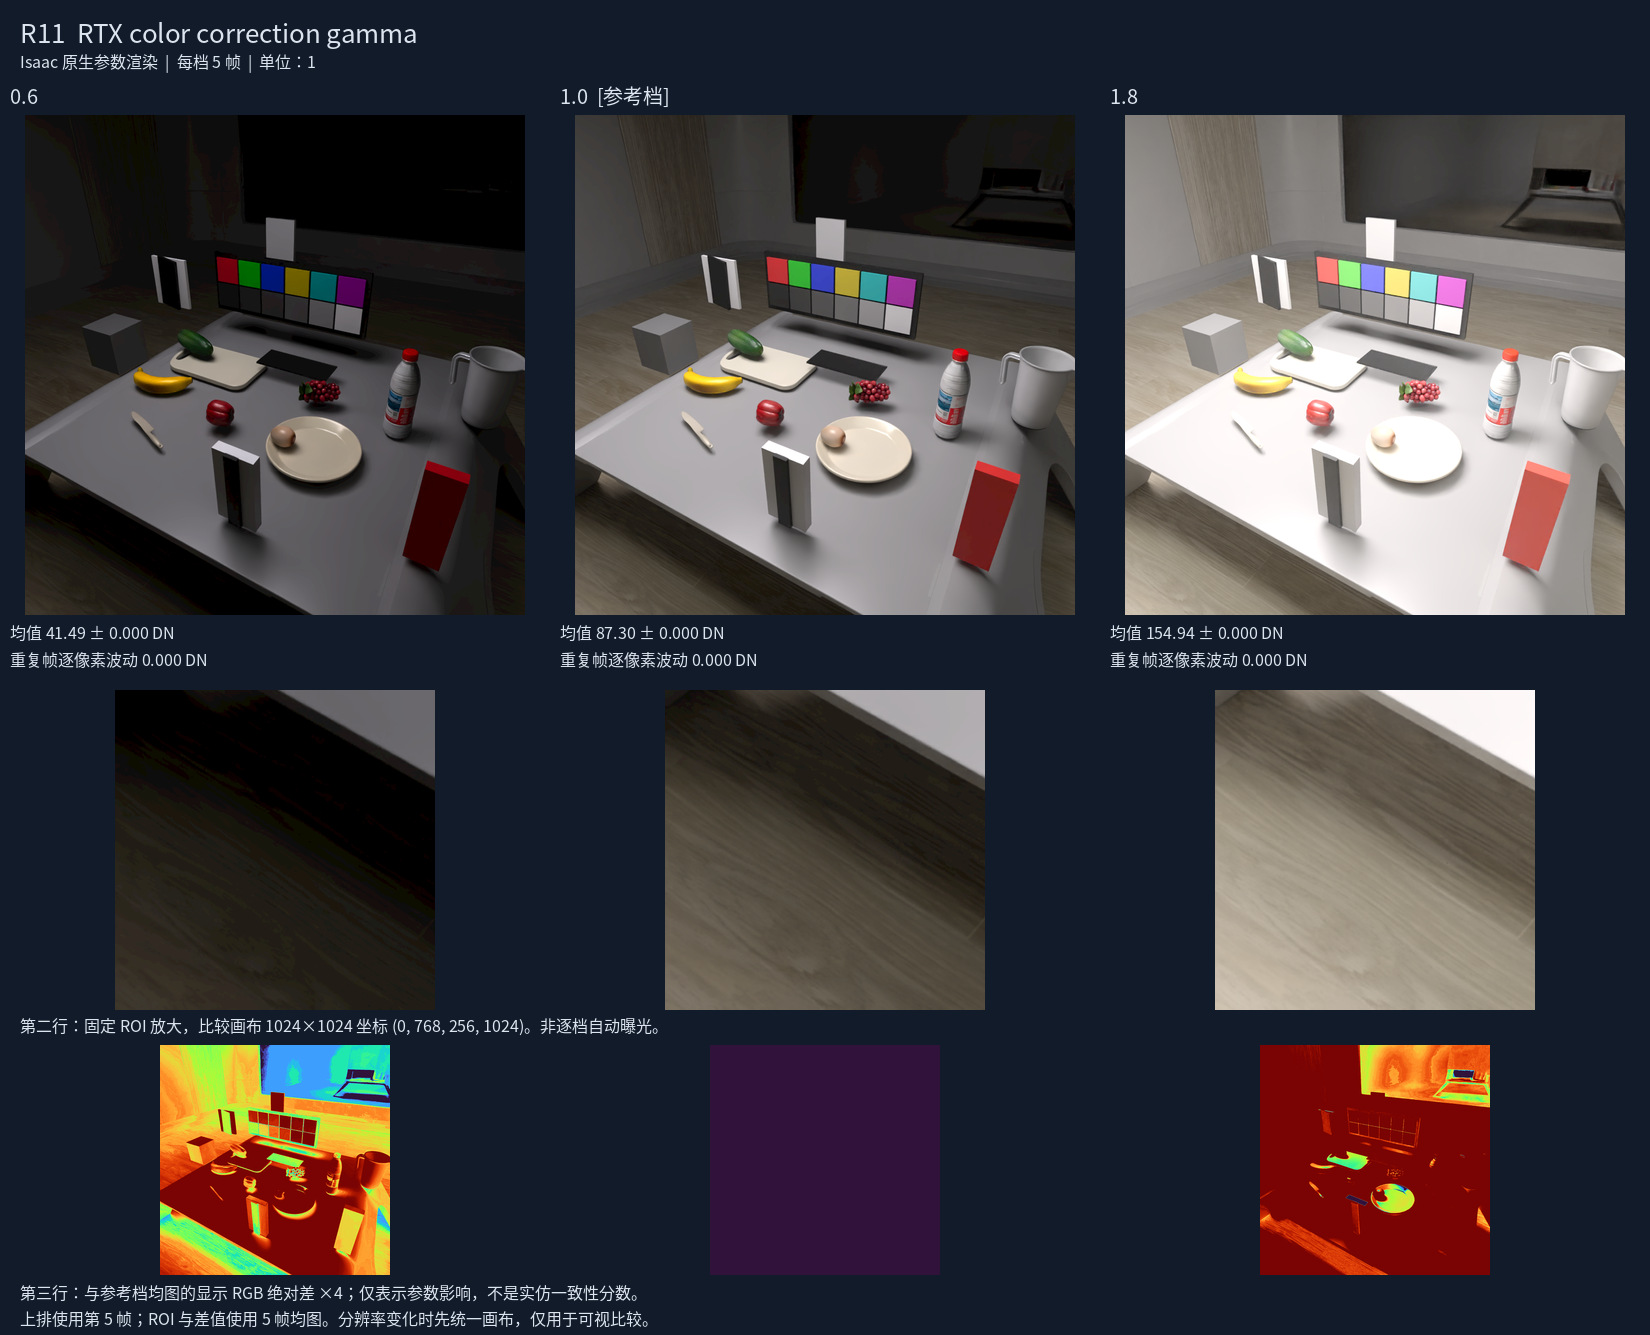 R11 RTX color correction gamma
Isaac 原生参数渲染 | 每档 5 帧 | 单位：1
0.6
1.0 [参考档]
1.8
均值 41.49 ± 0.000 DN
重复帧逐像素波动 0.000 DN
均值 87.30 ± 0.000 DN
重复帧逐像素波动 0.000 DN
均值 154.94 ± 0.000 DN
重复帧逐像素波动 0.000 DN
第二行：固定 ROI 放大，比较画布 1024×1024 坐标 (0, 768, 256, 1024)。非逐档自动曝光。
第三行：与参考档均图的显示 RGB 绝对差 ×4；仅表示参数影响，不是实仿一致性分数。
上排使用第 5 帧；ROI 与差值使用 5 帧均图。分辨率变化时先统一画布，仅用于可视比较。